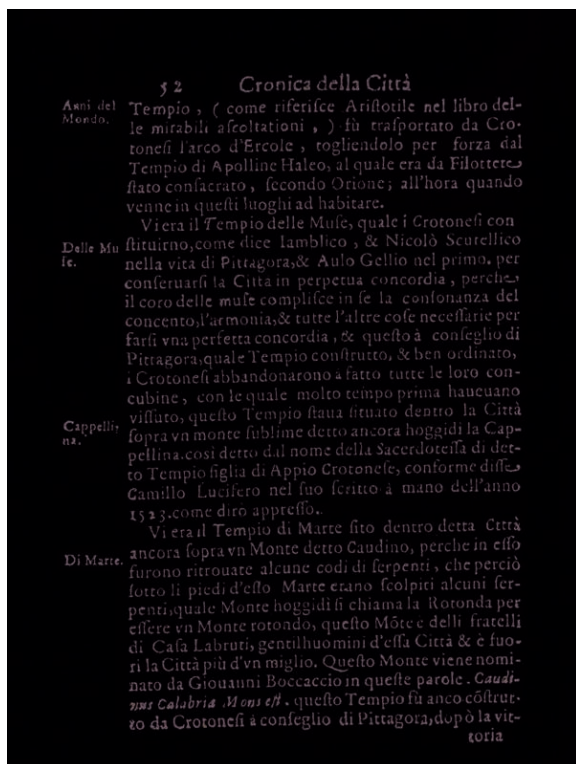 52 Cronica della Città
Anni del
Mondo.
Tempio , ( come riferiſce Ariſtotile nel libro del-
le mirabili aſcoltationi , ) fù traſportato da Cro-
toneſi l'arco d'Ercole , togliendolo per forza dal
Tempio di Apolline Haleo, al quale era da Filottete
ſtato conſacrato , ſecondo Orione; all'hora quando
venne in queſti luoghi ad habitare.
Vi era il Tempio delle Muſe, quale i Crotoneſi con
Delle Mu
ſe.
ſtituirno,come dice Iamblico , & Nicolò Scutellico
nella vita di Pittagora,& Aulo Gellio nel primo. per
conſeruarſi la Città in perpetua concordia , perche
il coro delle muſe compliſce in ſe la conſonanza del
concento,l'armonia,& tutte l'altre coſe neceſſarie per
farſi vna perfetta concordia , & queſto à conſeglio di
Pittagora,quale Tempio conſtrutto, & ben ordinato,
i Crotoneſi abbandonarono a fatto tutte le loro con-
cubine , con le quale molto tempo prima haueuano
viſſuto, queſto Tempio ſtaua ſituato dentro la Città
Cappelli,
na.
ſopra vn monte ſublime detto ancora hoggidi la Cap-
pellina.cosi detto dal nome della Sacerdoteſſa di det-
to Tempio figlia di Appio Crotoneſe, conforme diſſe
Camillo Lucifero nel ſuo ſcritto à mano dell'anno
1523.come dirò appreſſo.
Vi era il Tempio di Marte ſito dentro detta Città
Di Marte.
ancora ſopra vn Monte detto Caudino, perche in eſſo
furono ritrouate alcune codi di ſerpenti , che perciò
ſotto li piedi d'eſſo Marte erano ſcolpiti alcuni ſer-
penti,quale Monte hoggidì ſi chiama la Rotonda per
eſſere vn Monte rotondo, queſto Mōte è delli fratelli
di Caſa Labruti, gentilhuomini d'eſſa Città & è fuo-
ri la Città più d'vn miglio. Queſto Monte viene nomi-
nato da Giouanni Boccaccio in queſte parole . Caudi-
nus Calabria Mons eſt . queſto Tempio fù anco cōſtrut-
to da Crotoneſi à conſeglio di Pittagora,dopò la vit-
toria